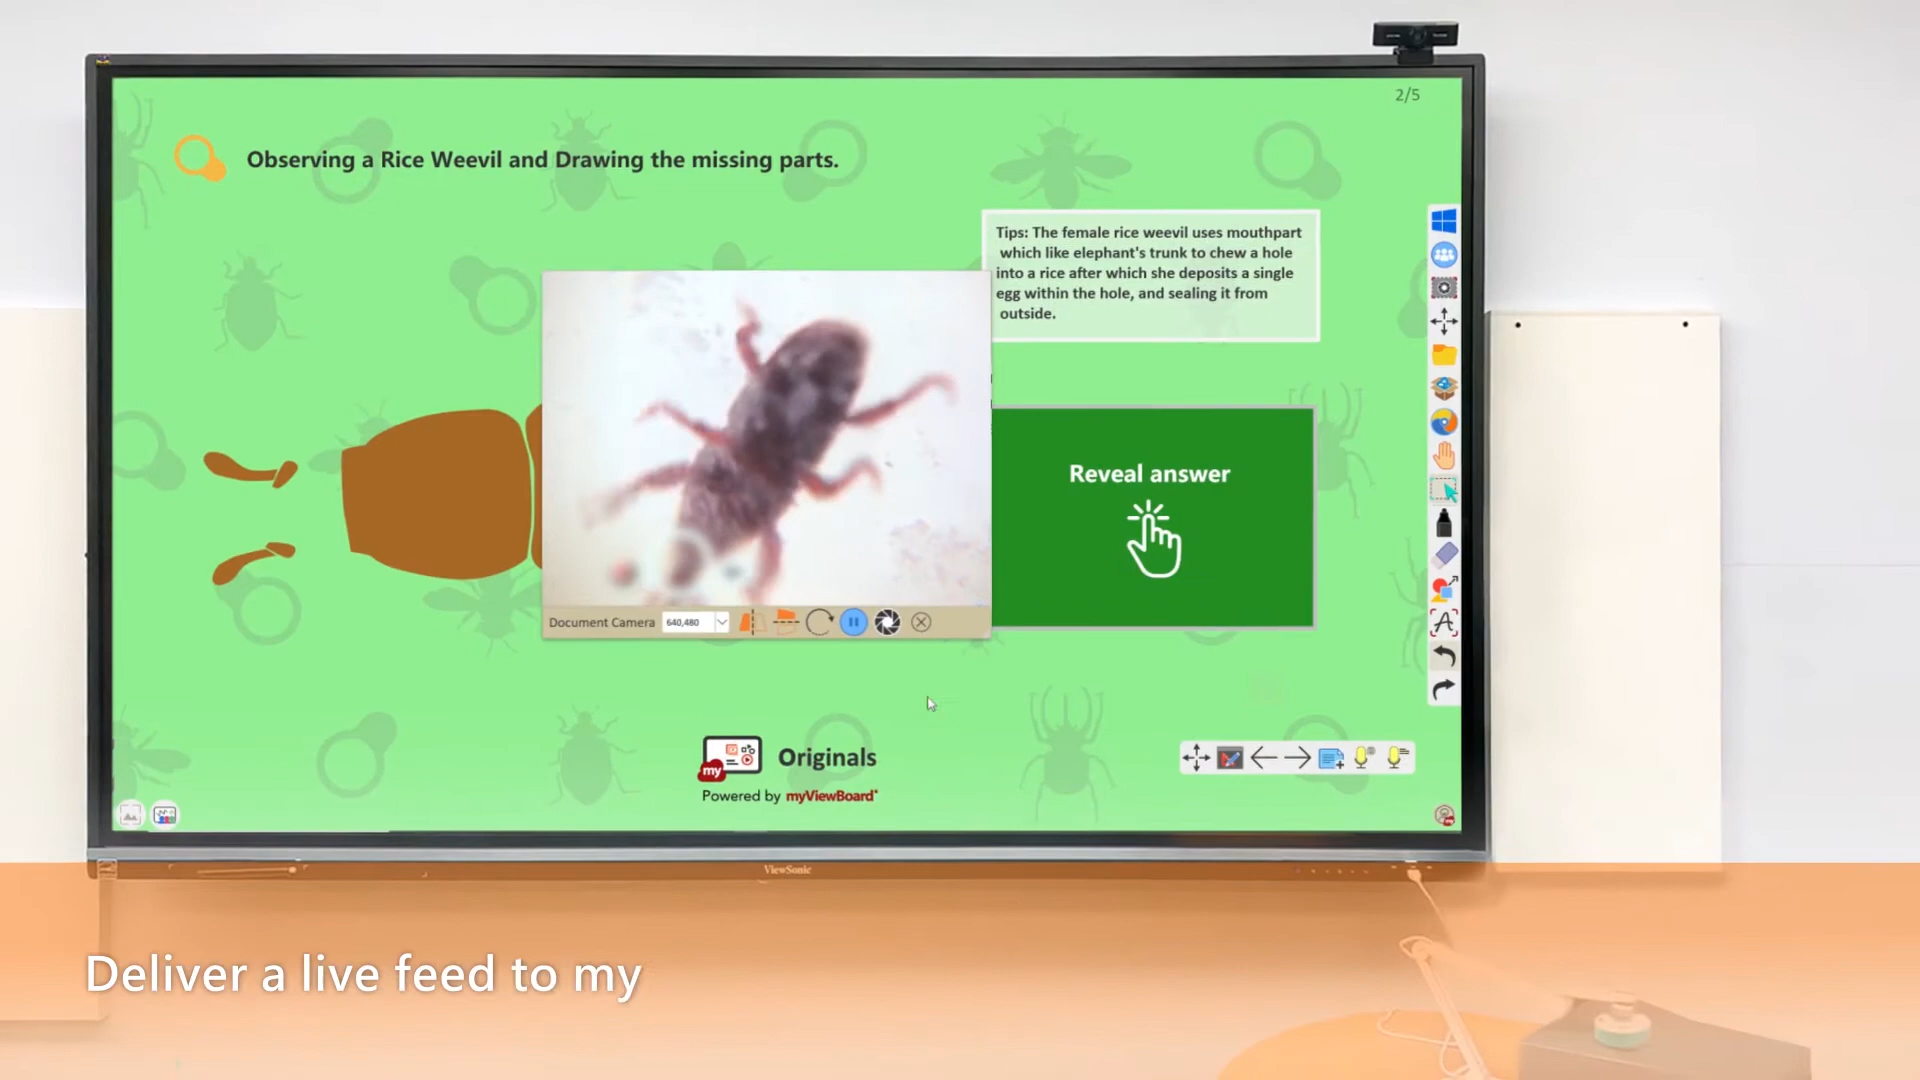 2/5
Observing a Rice Weevil and Drawing the missing parts.
Tips: The female rice weevil uses mouthpart
which like elephant's trunk to chew a hole
into a rice after which she deposits a single
egg within the hole, and sealing it from
outside.
Reveal answer
Document Camera 640,480
my Originals
Powered by myViewBoard
ViewSonic
Deliver a live feed to my